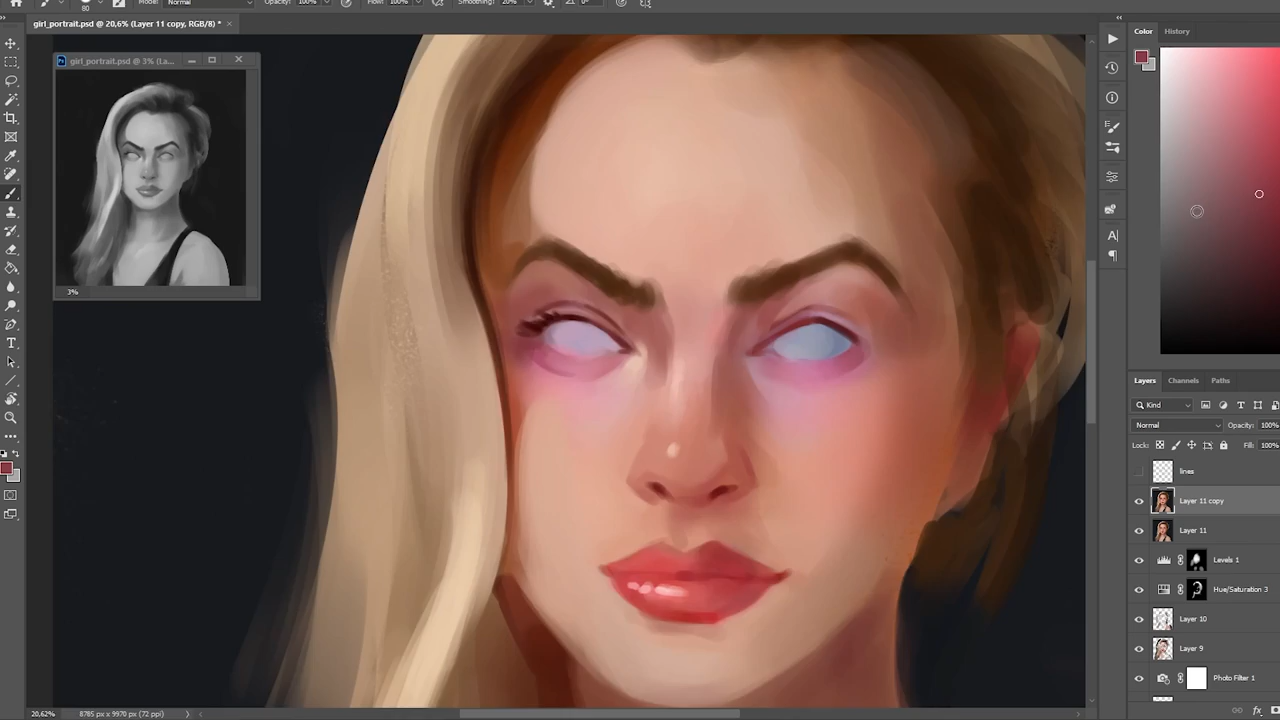 80
Mode:
Normal
Opacity:
100%
Flow:
100%
Smoothing:
20%
0°
girl_portrait.psd @ 20,6% (Layer 11 copy, RGB/8) *
girl_portrait.psd @ 3% (La...
3%
Color
History
Layers
Channels
Paths
Kind
Normal
Opacity:
100%
Lock:
Fill:
100%
lines
Layer 11 copy
Layer 11
Levels 1
Hue/Saturation 3
Layer 10
Layer 9
Photo Filter 1
fx
20,62%
8785 px x 9970 px (72 ppi)